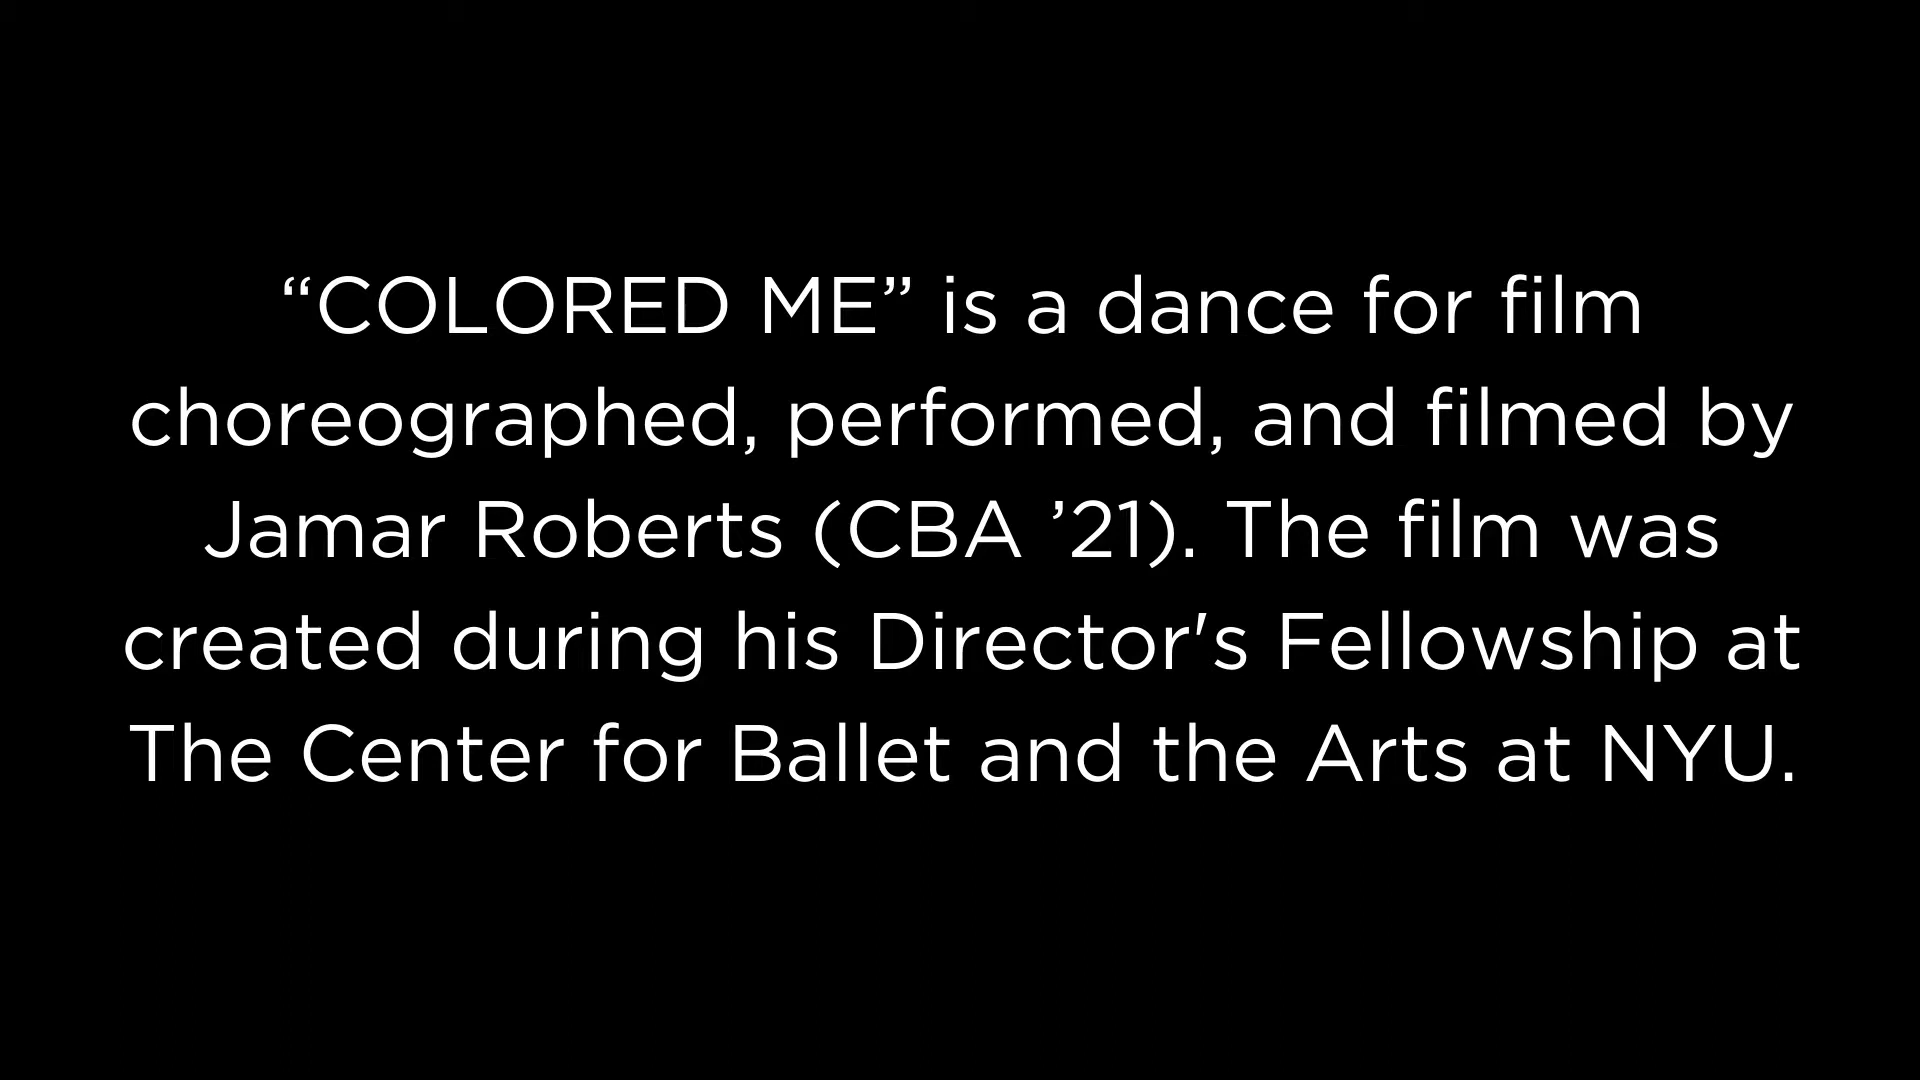 “COLORED ME” is a dance for film
choreographed, performed, and filmed by
Jamar Roberts (CBA ’21). The film was
created during his Director's Fellowship at
The Center for Ballet and the Arts at NYU.